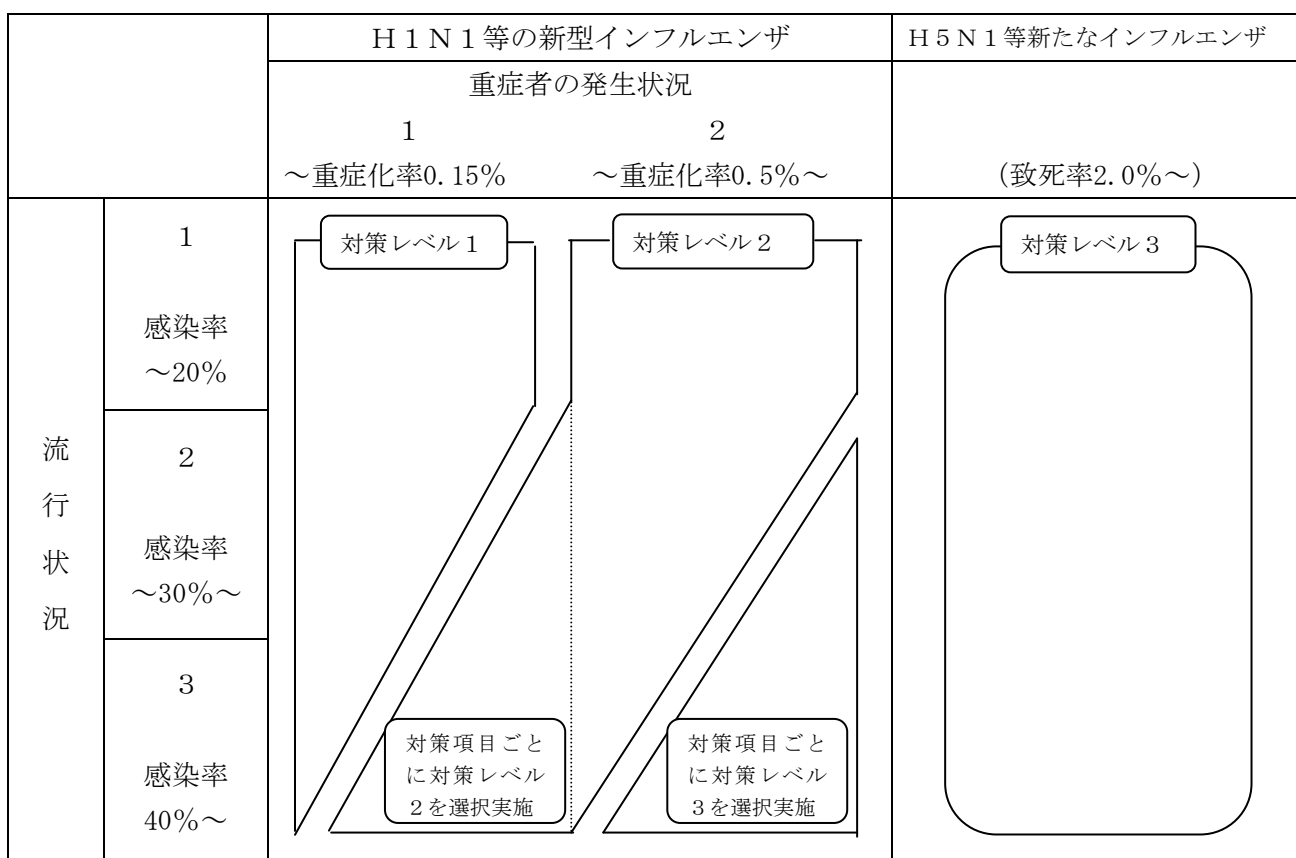 H1N1等の新型インフルエンザ
H5N1等新たなインフルエンザ
重症者の発生状況
1
2
～重症化率0.15%
～重症化率0.5%～
(致死率2.0%～)
流行状況
1
感染率
～20%
2
感染率
～30%～
3
感染率
40%～
対策レベル1
対策レベル2
対策レベル3
対策項目ごと
に対策レベル
2を選択実施
対策項目ごと
に対策レベル
3を選択実施